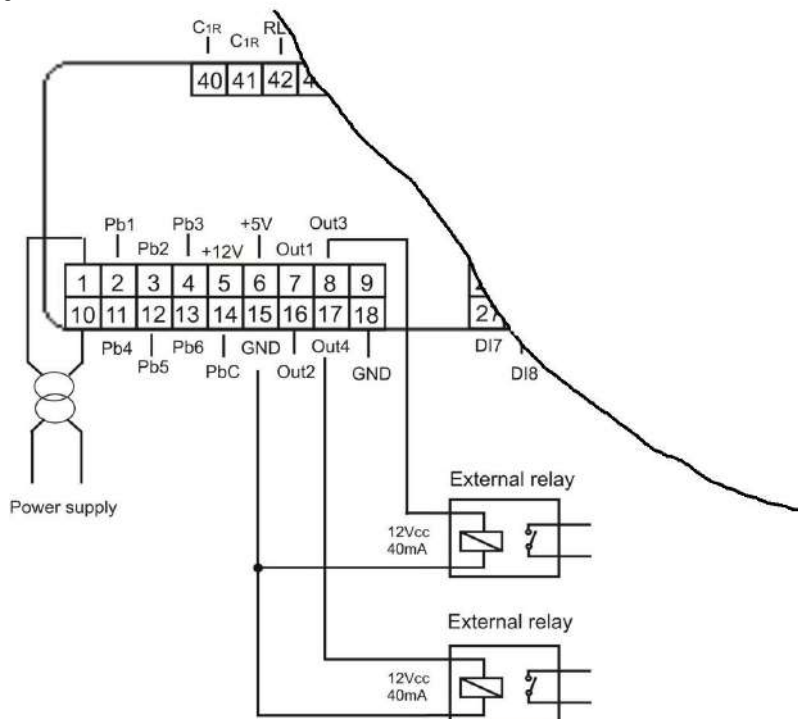 C1R C1R RL
40 41 42 4
Pb1 Pb2 Pb3 +12V +5V Out1 Out3
1 2 3 4 5 6 7 8 9
10 11 12 13 14 15 16 17 18 27
Pb4 Pb5 Pb6 PbC GND Out2 Out4 GND DI7 DI8
Power supply
External relay
12Vcc
40mA
External relay
12Vcc
40mA